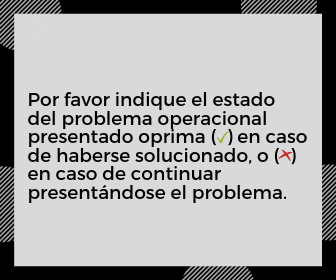 Por favor indique el estado
del problema operacional
presentado oprima (✓) en caso
de haberse solucionado, o (✗)
en caso de continuar
presentándose el problema.